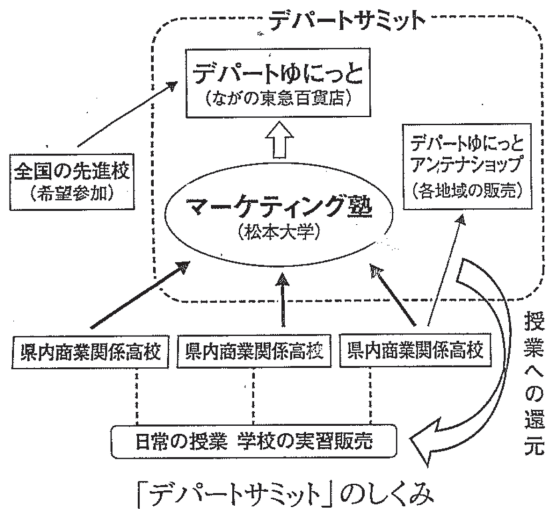 デパートサミット
デパートゆにっと
(ながの東急百貨店)
デパートゆにっと
アンテナショップ
(各地域の販売)
全国の先進校
(希望参加)
マーケティング塾
(松本大学)
県内商業関係高校
県内商業関係高校
県内商業関係高校
授業への還元
日常の授業 学校の実習販売
「デパートサミット」のしくみ